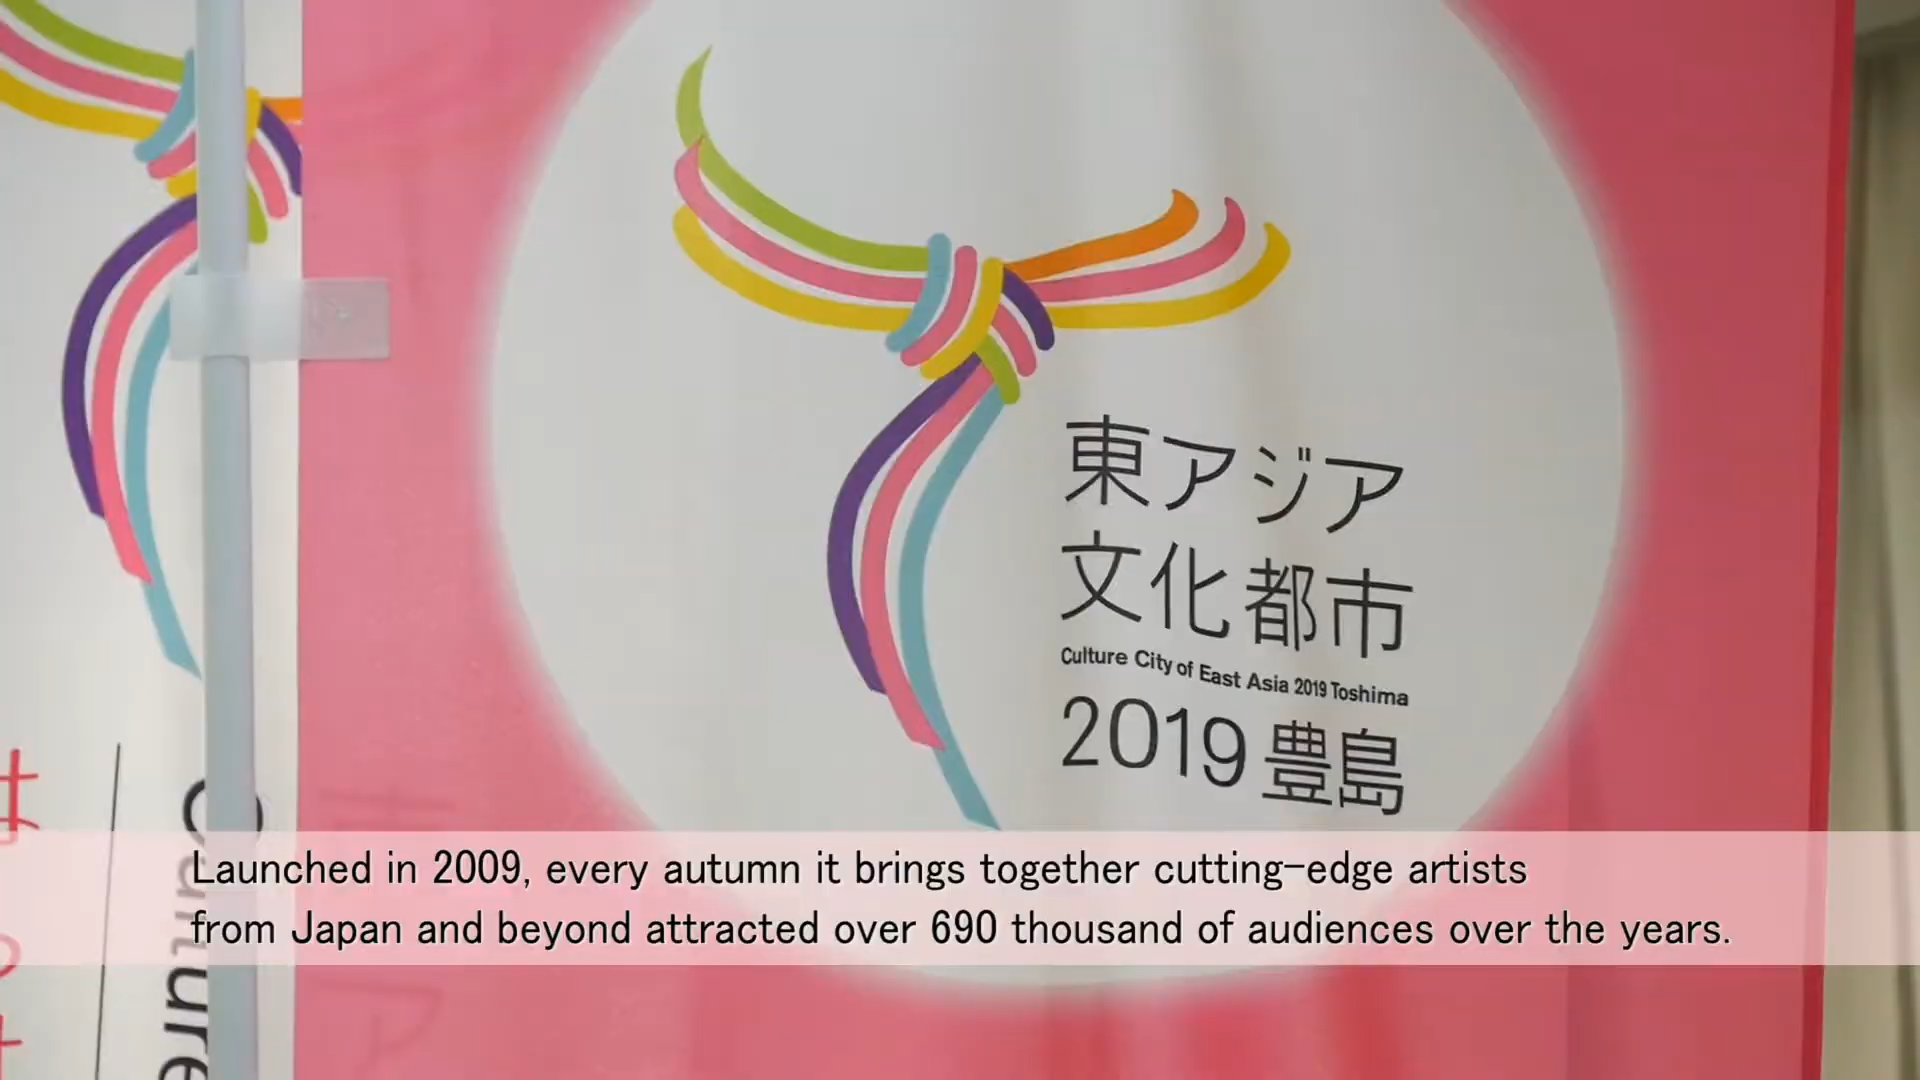 東アジア
文化都市
Culture City of East Asia 2019 Toshima
2019 豊島
Culture
Launched in 2009, every autumn it brings together cutting-edge artists
from Japan and beyond attracted over 690 thousand of audiences over the years.